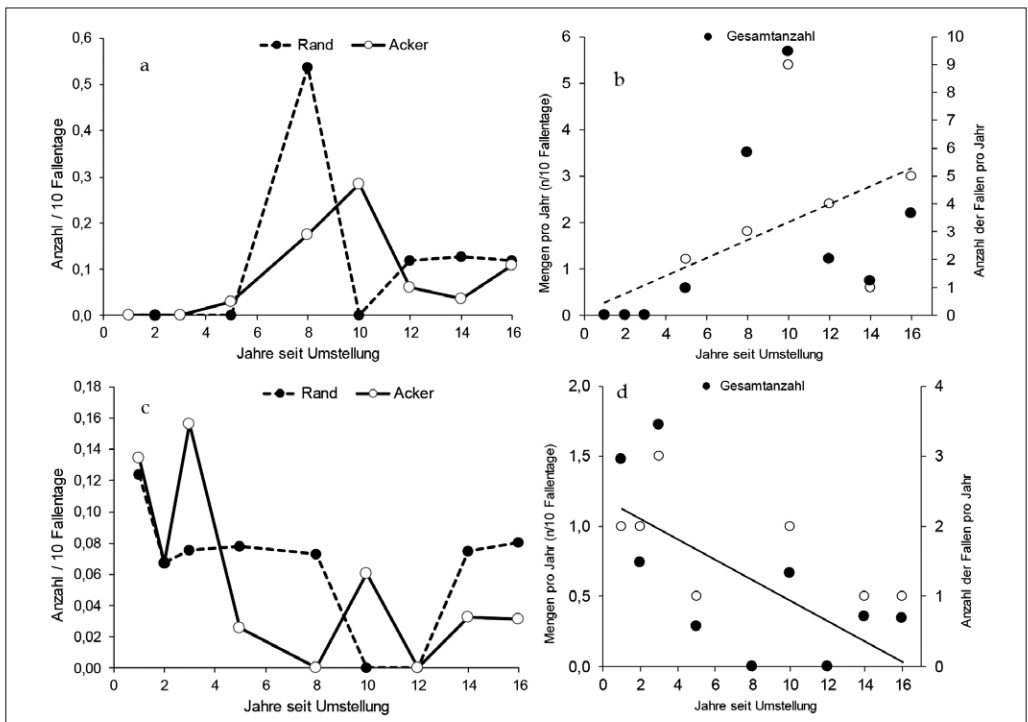 a
Rand Acker
Anzahl / 10 Fallentage
0,6
0,5
0,4
0,3
0,2
0,1
0,0
0 2 4 6 8 10 12 14 16
Jahre seit Umstellung
b
Gesamtanzahl
Mengen pro Jahr (n/10 Fallentage)
6
5
4
3
2
1
0
0 2 4 6 8 10 12 14 16
Jahre seit Umstellung
10
9
8
7
6
5
4
3
2
1
0
Anzahl der Fallen pro Jahr
c
Rand Acker
Anzahl / 10 Fallentage
0,18
0,16
0,14
0,12
0,10
0,08
0,06
0,04
0,02
0,00
0 2 4 6 8 10 12 14 16
Jahre seit Umstellung
d
Gesamtanzahl
Mengen pro Jahr (n/10 Fallentage)
2,0
1,5
1,0
0,5
0,0
0 2 4 6 8 10 12 14 16
Jahre seit Umstellung
4
3
2
1
0
Anzahl der Fallen pro Jahr